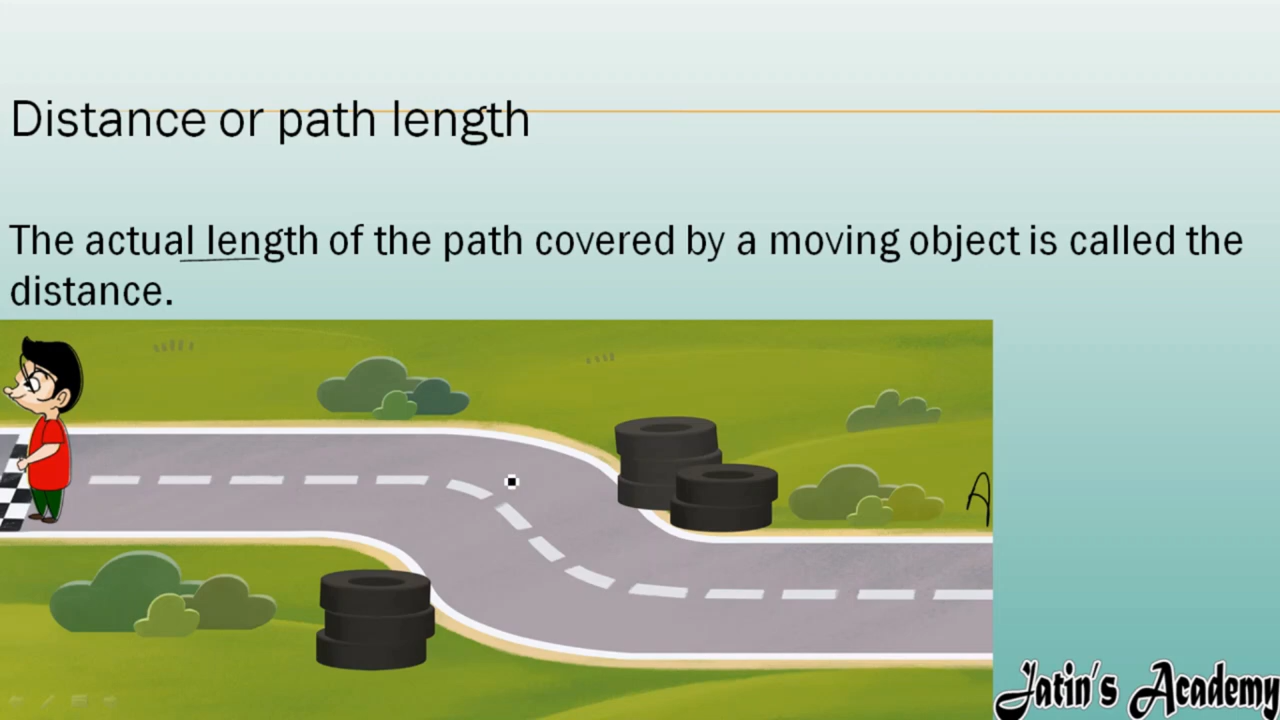 Distance or path length
The actual length of the path covered by a moving object is called the
distance.
A
Jatin's Academy